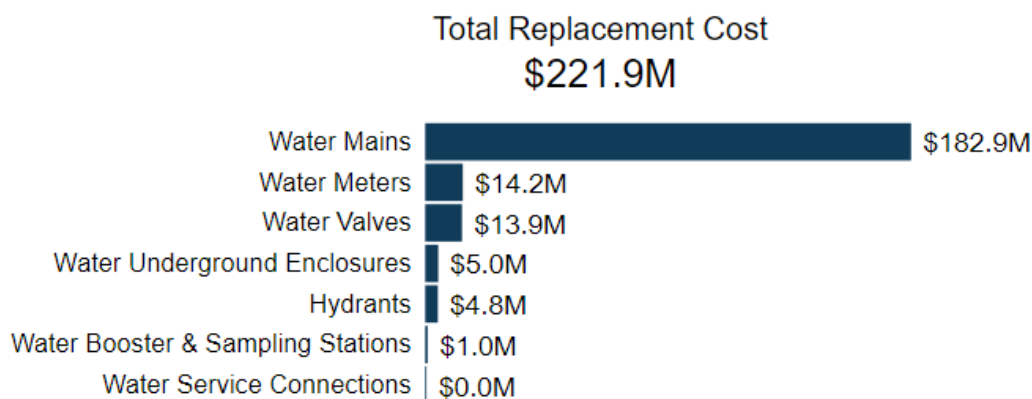 Total Replacement Cost
$221.9M
Water Mains $182.9M
Water Meters $14.2M
Water Valves $13.9M
Water Underground Enclosures $5.0M
Hydrants $4.8M
Water Booster & Sampling Stations $1.0M
Water Service Connections $0.0M